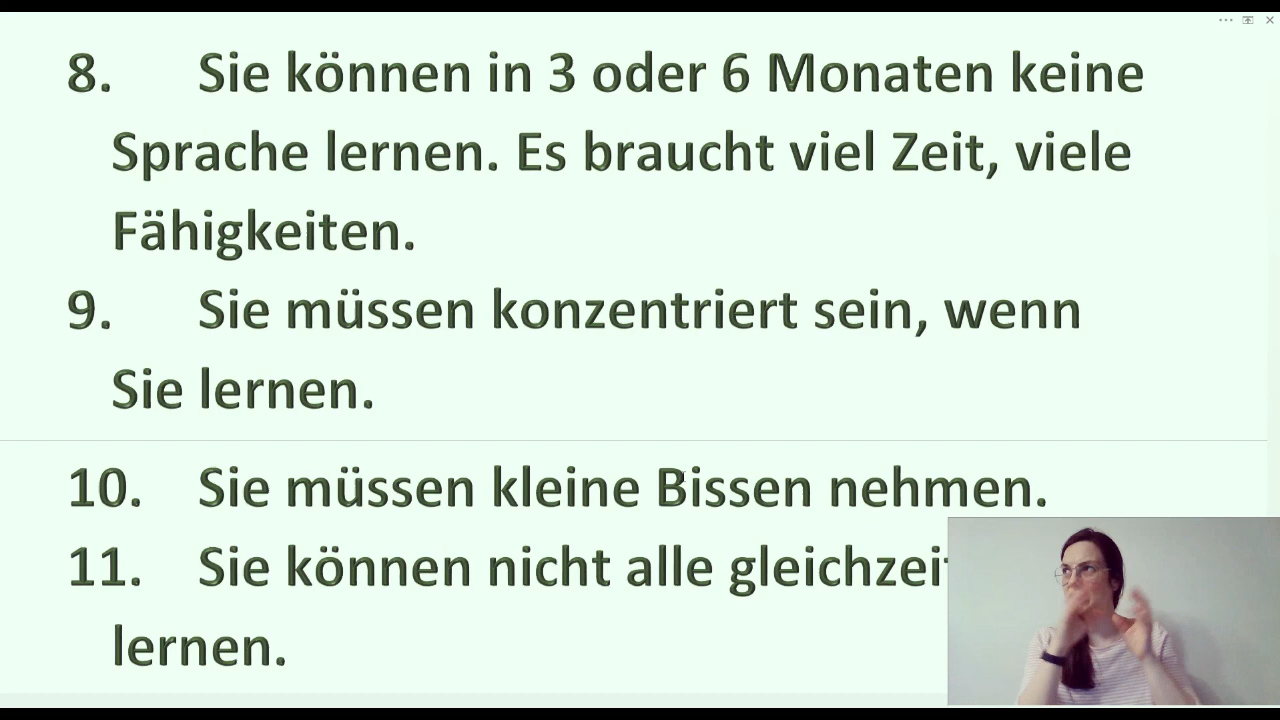 8. Sie können in 3 oder 6 Monaten keine
Sprache lernen. Es braucht viel Zeit, viele
Fähigkeiten.
9. Sie müssen konzentriert sein, wenn
Sie lernen.
10. Sie müssen kleine Bissen nehmen.
11. Sie können nicht alle
lernen.